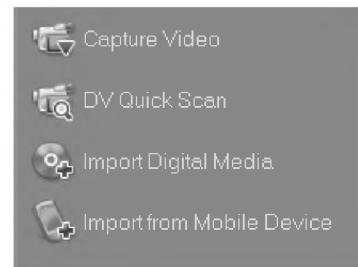 Capture Video
DV Quick Scan
Import Digital Media
Import from Mobile Device